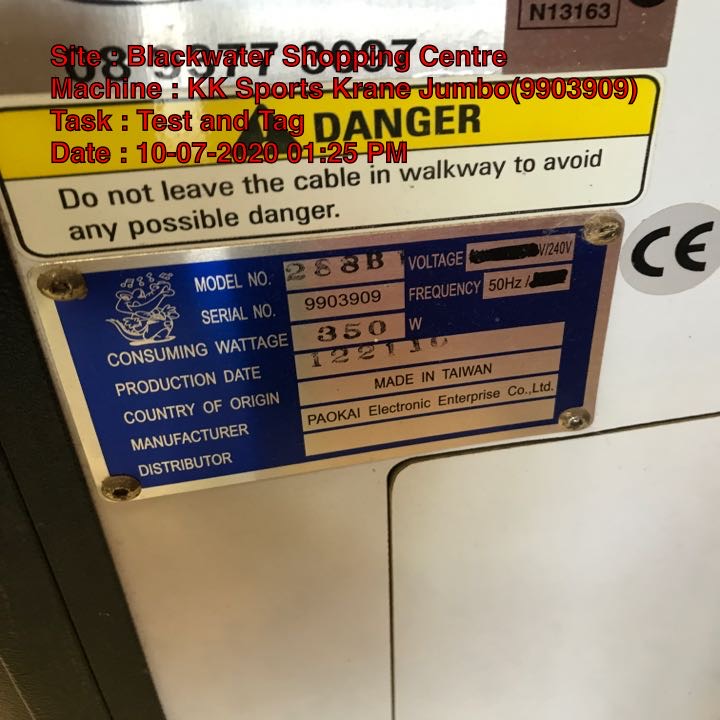 N13163
Site : Blackwater Shopping Centre
Machine : KK Sports Krane Jumbo(9903909)
Task : Test and Tag
Date : 10-07-2020 01:25 PM
DANGER
Do not leave the cable in walkway to avoid
any possible danger.
MODEL NO. 288B
VOLTAGE V/240V
SERIAL NO. 9903909
FREQUENCY 50Hz /
CONSUMING WATTAGE 350 W
PRODUCTION DATE
COUNTRY OF ORIGIN MADE IN TAIWAN
MANUFACTURER PAOKAI Electronic Enterprise Co.,Ltd.
DISTRIBUTOR
CE